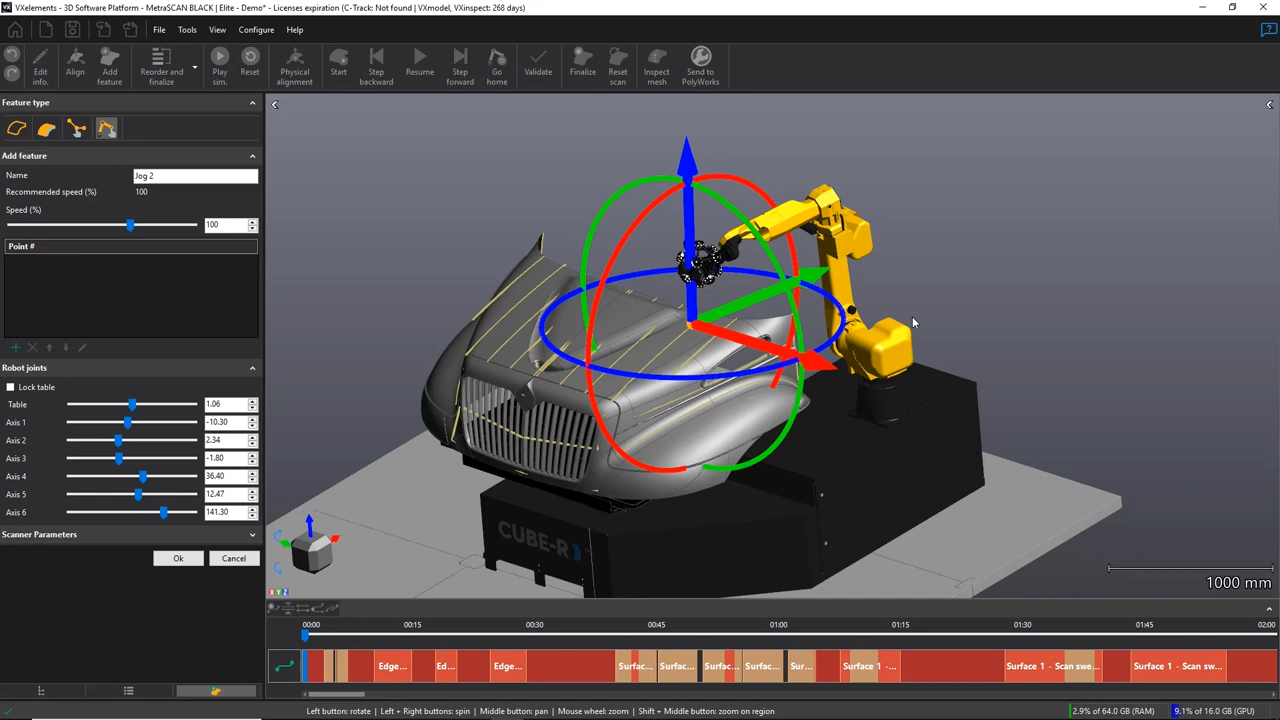 VXelements - 3D Software Platform - MetraSCAN BLACK | Elite - Demo* - Licenses expiration (C-Track: Not found | VXmodel, VXinspect: 268 days)
File Tools View Configure Help
Edit info. Align Add feature Reorder and finalize Play sim. Reset Physical alignment Start Step backward Resume Step forward Go home Validate Finalize Reset scan Inspect mesh Send to PolyWorks
Feature type
Add feature
Name Jog 2
Recommended speed (%) 100
Speed (%)
100
Point #
Robot joints
Lock table
Table 1.06
Axis 1 -10.30
Axis 2 2.34
Axis 3 -1.80
Axis 4 36.40
Axis 5 12.47
Axis 6 141.30
Scanner Parameters
Ok Cancel
CUBE-R
X Y Z
1000 mm
00:00 00:15 00:30 00:45 01:00 01:15 01:30 01:45 02:00
Edge... Ed... Edge... Surfac... Surfac... Surfac... Surfac... Sur... Surface 1 -... Surface 1 - Scan swe... Surface 1 - Scan sw...
Left button: rotate | Left + Right buttons: spin | Middle button: pan | Mouse wheel: zoom | Shift + Middle button: zoom on region
2.9% of 64.0 GB (RAM) 9.1% of 16.0 GB (GPU)